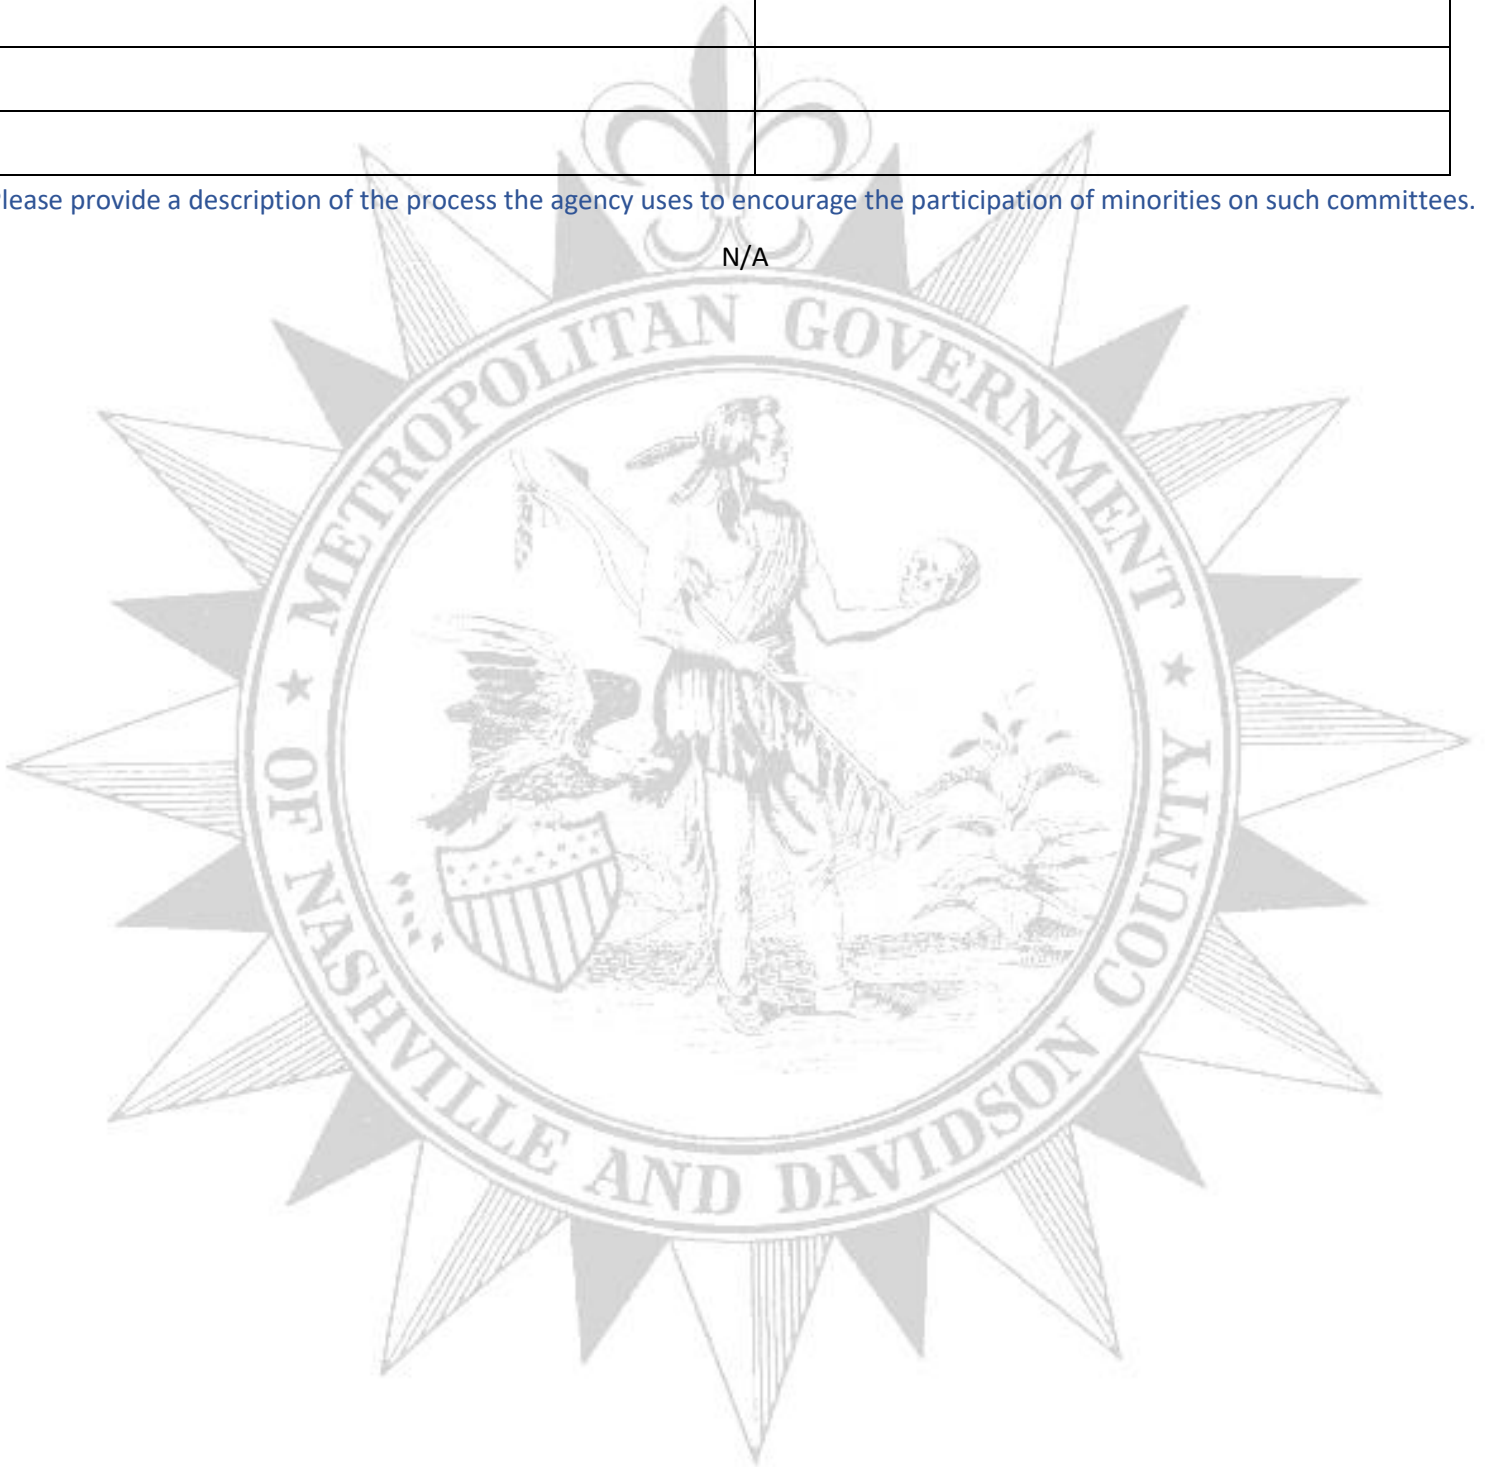 lease provide a description of the process the agency uses to encourage the participation of minorities on such committees.
N/A
METROPOLITAN GOVERNMENT
OF NASHVILLE AND DAVIDSON COUNTY